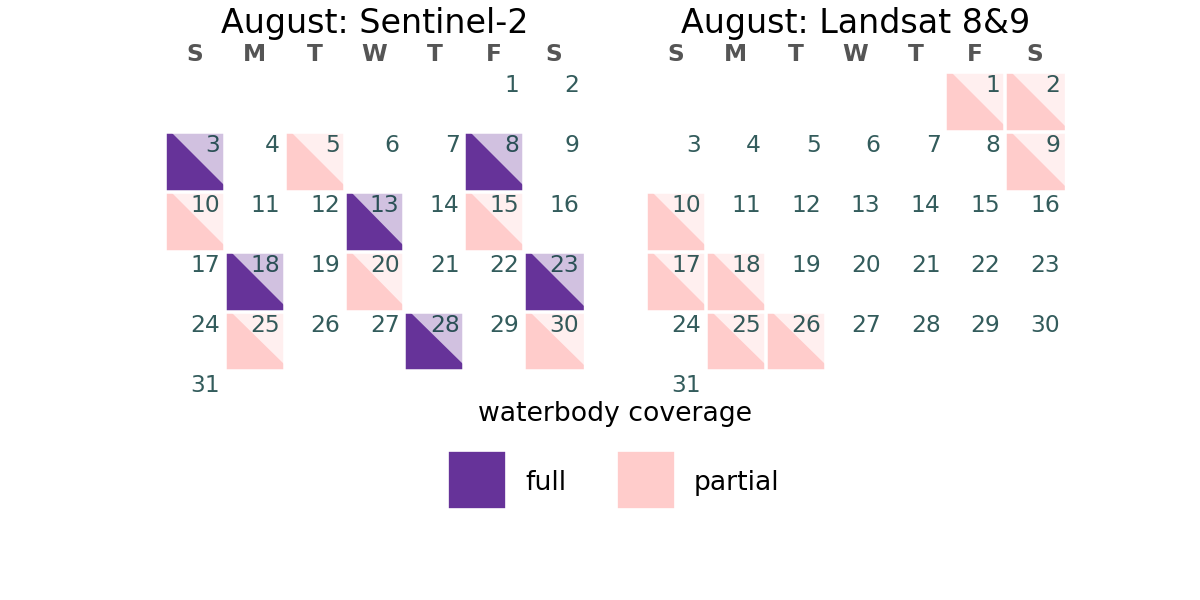 August: Sentinel-2
S M T W T F S
1 2
3 4 5 6 7 8 9
10 11 12 13 14 15 16
17 18 19 20 21 22 23
24 25 26 27 28 29 30
31
August: Landsat 8&9
S M T W T F S
1 2
3 4 5 6 7 8 9
10 11 12 13 14 15 16
17 18 19 20 21 22 23
24 25 26 27 28 29 30
31
waterbody coverage
full
partial